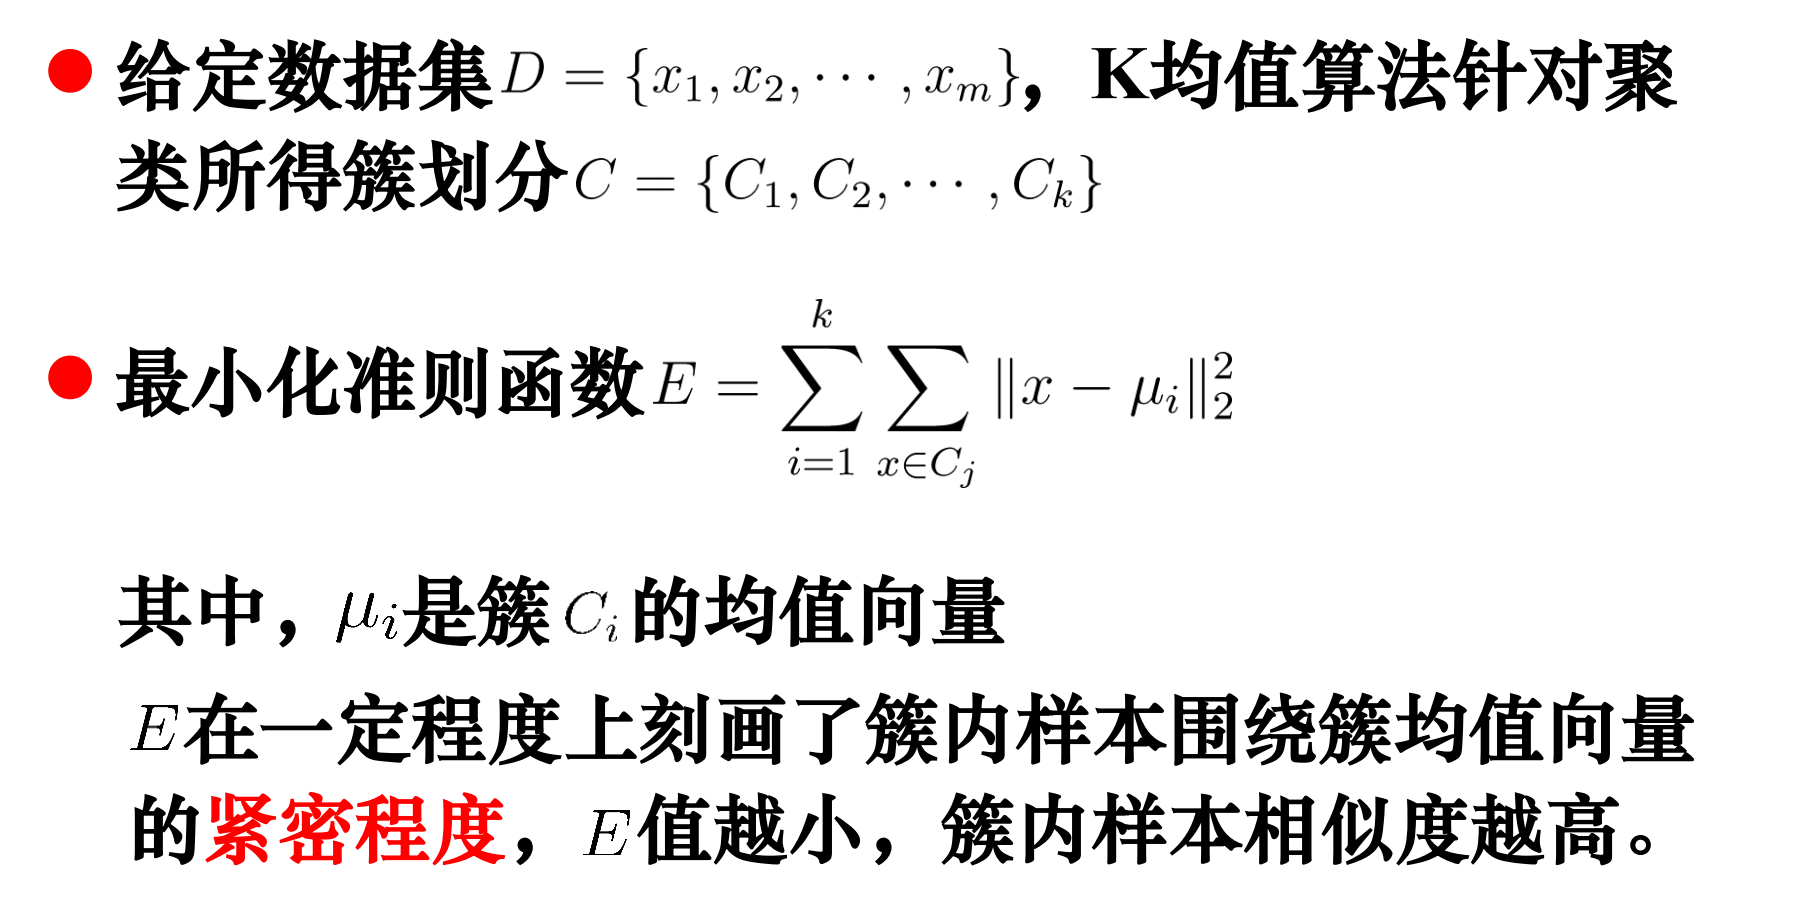 ● 给定数据集 $D = \{x_1, x_2, \cdots, x_m\}$，K均值算法针对聚
类所得簇划分 $C = \{C_1, C_2, \cdots, C_k\}$
● 最小化准则函数 $E = \sum_{i=1}^{k} \sum_{x \in C_j} \|x - \mu_i\|_2^2$
其中，$\mu_i$是簇 $C_i$ 的均值向量
$E$在一定程度上刻画了簇内样本围绕簇均值向量
的紧密程度，$E$值越小，簇内样本相似度越高。